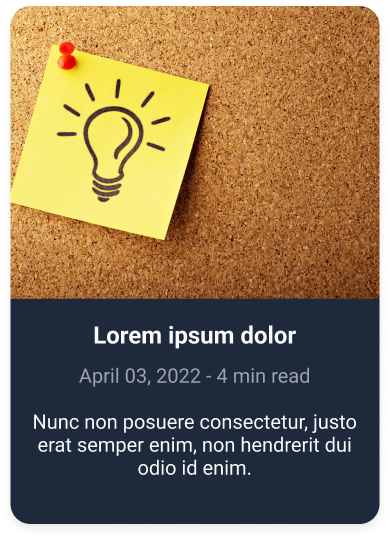 Lorem ipsum dolor
April 03, 2022 - 4 min read
Nunc non posuere consectetur, justo
erat semper enim, non hendrerit dui
odio id enim.